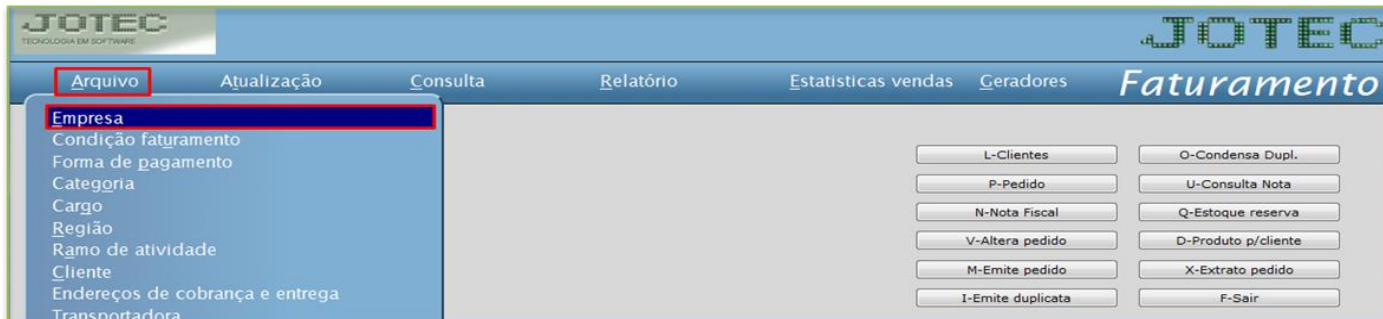 JOTEC
TECNOLOGIA EM SOFTWARE
JOTEC
Arquivo Atualização Consulta Relatório Estatisticas vendas Geradores Faturamento
Empresa
Condição faturamento
Forma de pagamento
Categoria
Cargo
Região
Ramo de atividade
Cliente
Endereços de cobrança e entrega
Transportadora
L-Clientes O-Condensa Dupl.
P-Pedido U-Consulta Nota
N-Nota Fiscal Q-Estoque reserva
V-Altera pedido D-Produto p/cliente
M-Emite pedido X-Extrato pedido
I-Emite duplicata F-Sair